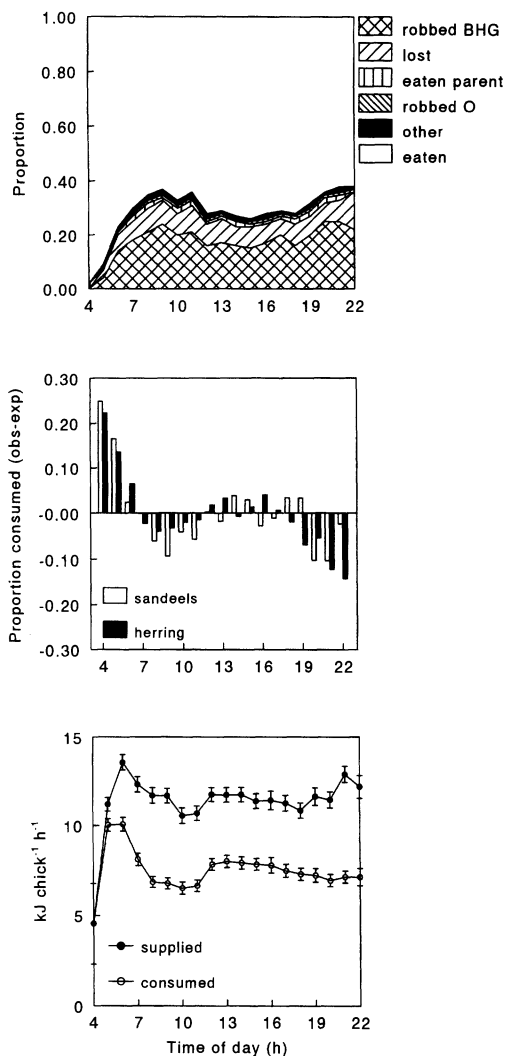 1.00
0.80
0.60
0.40
0.20
0.00
Proportion
4 7 10 13 16 19 22
robbed BHG
lost
eaten parent
robbed O
other
eaten
0.30
0.20
0.10
-0.00
-0.10
-0.20
-0.30
Proportion consumed (obs-exp)
sandeels
herring
4 7 10 13 16 19 22
15
10
5
0
kJ chick⁻¹ h⁻¹
supplied
consumed
4 7 10 13 16 19 22
Time of day (h)